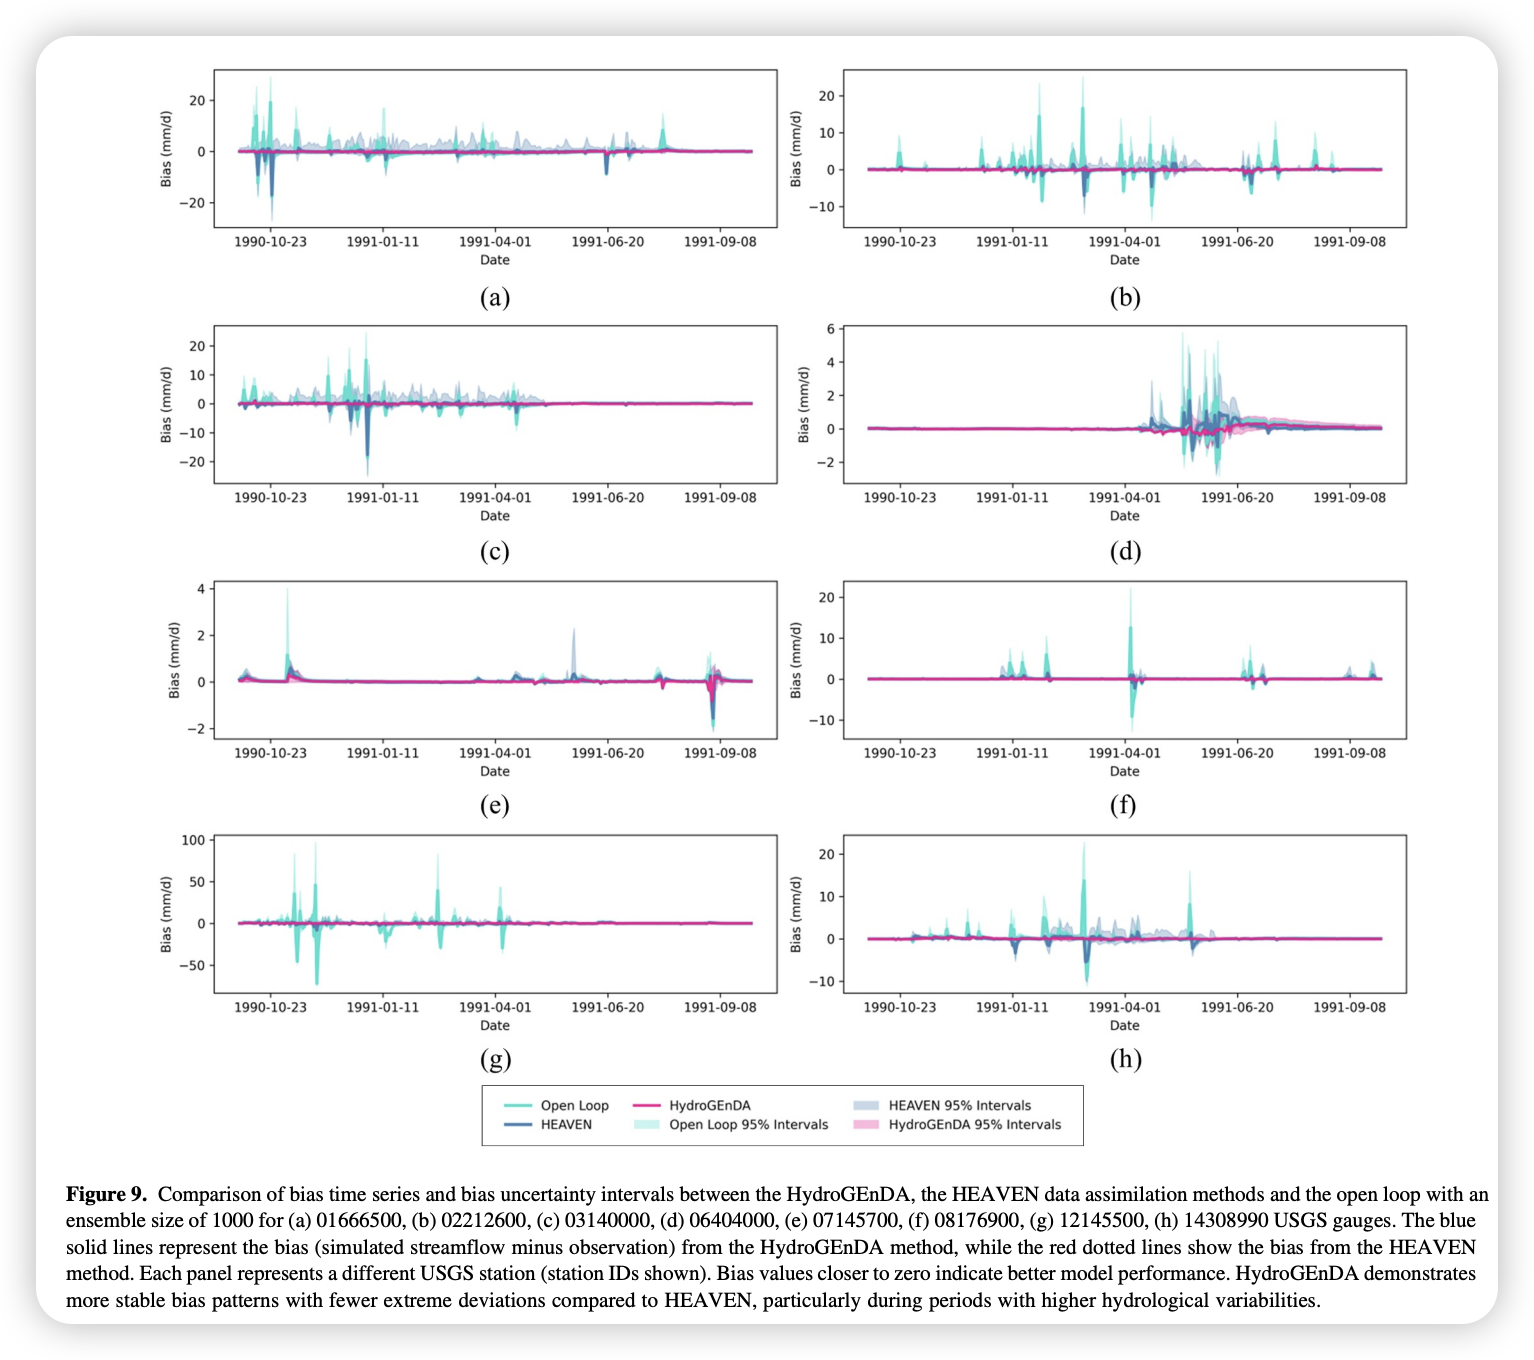 20
0
−20
Bias (mm/d)
1990-10-23 1991-01-11 1991-04-01 1991-06-20 1991-09-08
Date
(a)
20
10
0
−10
Bias (mm/d)
1990-10-23 1991-01-11 1991-04-01 1991-06-20 1991-09-08
Date
(b)
20
10
0
−10
−20
Bias (mm/d)
1990-10-23 1991-01-11 1991-04-01 1991-06-20 1991-09-08
Date
(c)
6
4
2
0
−2
Bias (mm/d)
1990-10-23 1991-01-11 1991-04-01 1991-06-20 1991-09-08
Date
(d)
4
2
0
−2
Bias (mm/d)
1990-10-23 1991-01-11 1991-04-01 1991-06-20 1991-09-08
Date
(e)
20
10
0
−10
Bias (mm/d)
1990-10-23 1991-01-11 1991-04-01 1991-06-20 1991-09-08
Date
(f)
100
50
0
−50
Bias (mm/d)
1990-10-23 1991-01-11 1991-04-01 1991-06-20 1991-09-08
Date
(g)
20
10
0
−10
Bias (mm/d)
1990-10-23 1991-01-11 1991-04-01 1991-06-20 1991-09-08
Date
(h)
Open Loop HydroGEnDA HEAVEN 95% Intervals
HEAVEN Open Loop 95% Intervals HydroGEnDA 95% Intervals
Figure 9. Comparison of bias time series and bias uncertainty intervals between the HydroGEnDA, the HEAVEN data assimilation methods and the open loop with an
ensemble size of 1000 for (a) 01666500, (b) 02212600, (c) 03140000, (d) 06404000, (e) 07145700, (f) 08176900, (g) 12145500, (h) 14308990 USGS gauges. The blue
solid lines represent the bias (simulated streamflow minus observation) from the HydroGEnDA method, while the red dotted lines show the bias from the HEAVEN
method. Each panel represents a different USGS station (station IDs shown). Bias values closer to zero indicate better model performance. HydroGEnDA demonstrates
more stable bias patterns with fewer extreme deviations compared to HEAVEN, particularly during periods with higher hydrological variabilities.